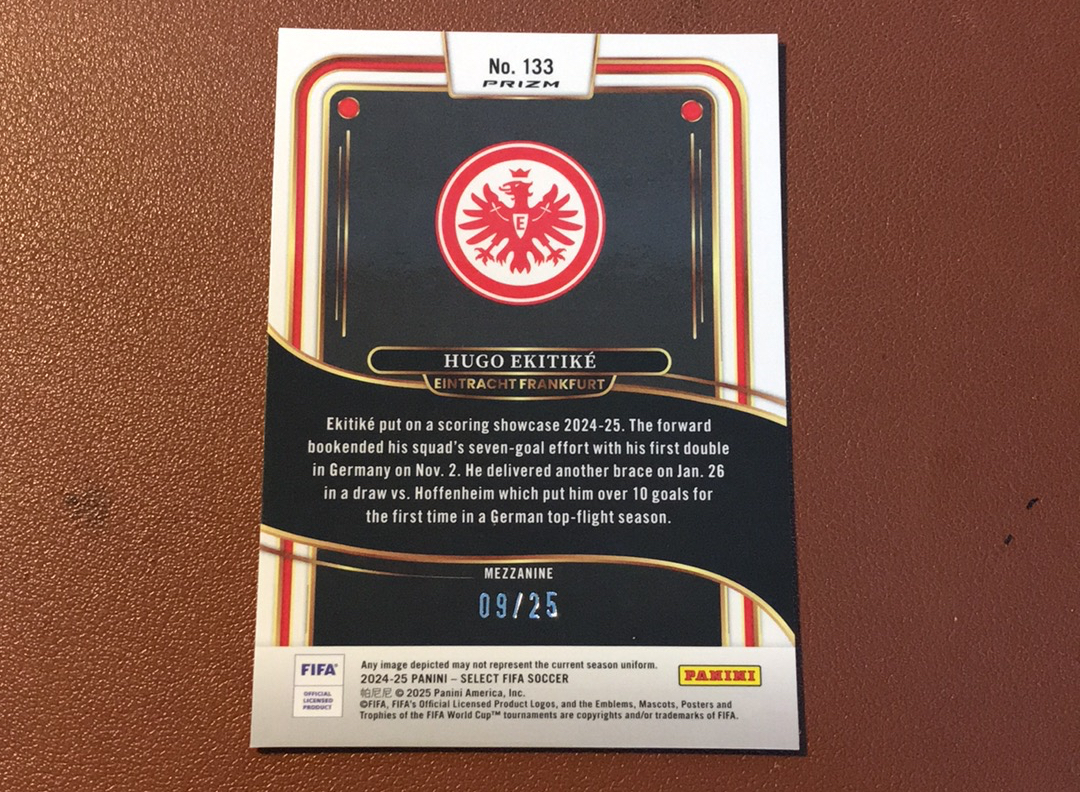 No. 133
PRIZM
E
HUGO EKITIKÉ
EINTRACHT FRANKFURT
Ekitiké put on a scoring showcase 2024-25. The forward
bookended his squad's seven-goal effort with his first double
in Germany on Nov. 2. He delivered another brace on Jan. 26
in a draw vs. Hoffenheim which put him over 10 goals for
the first time in a German top-flight season.
MEZZANINE
09/25
FIFA®
OFFICIAL
LICENSED
PRODUCT
Any image depicted may not represent the current season uniform.
2024-25 PANINI – SELECT FIFA SOCCER
帕尼尼 © 2025 Panini America, Inc.
©FIFA, FIFA's Official Licensed Product Logos, and the Emblems, Mascots, Posters and
Trophies of the FIFA World Cup™ tournaments are copyrights and/or trademarks of FIFA.
PANINI